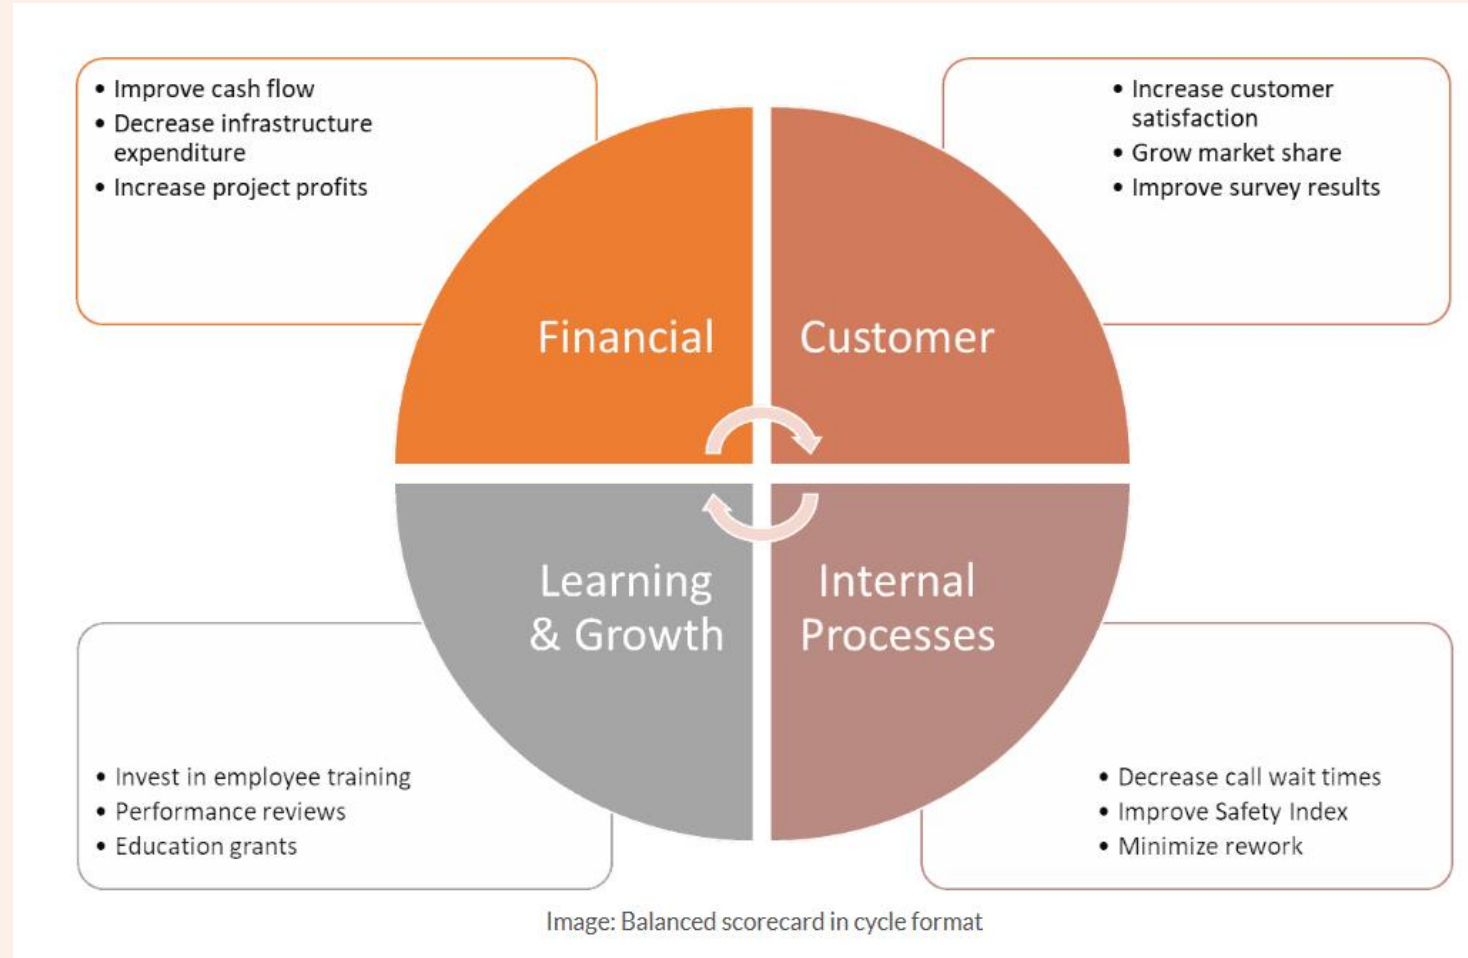 • Improve cash flow
• Decrease infrastructure
expenditure
• Increase project profits
• Increase customer
satisfaction
• Grow market share
• Improve survey results
Financial
Customer
Learning
& Growth
Internal
Processes
• Invest in employee training
• Performance reviews
• Education grants
• Decrease call wait times
• Improve Safety Index
• Minimize rework
Image: Balanced scorecard in cycle format